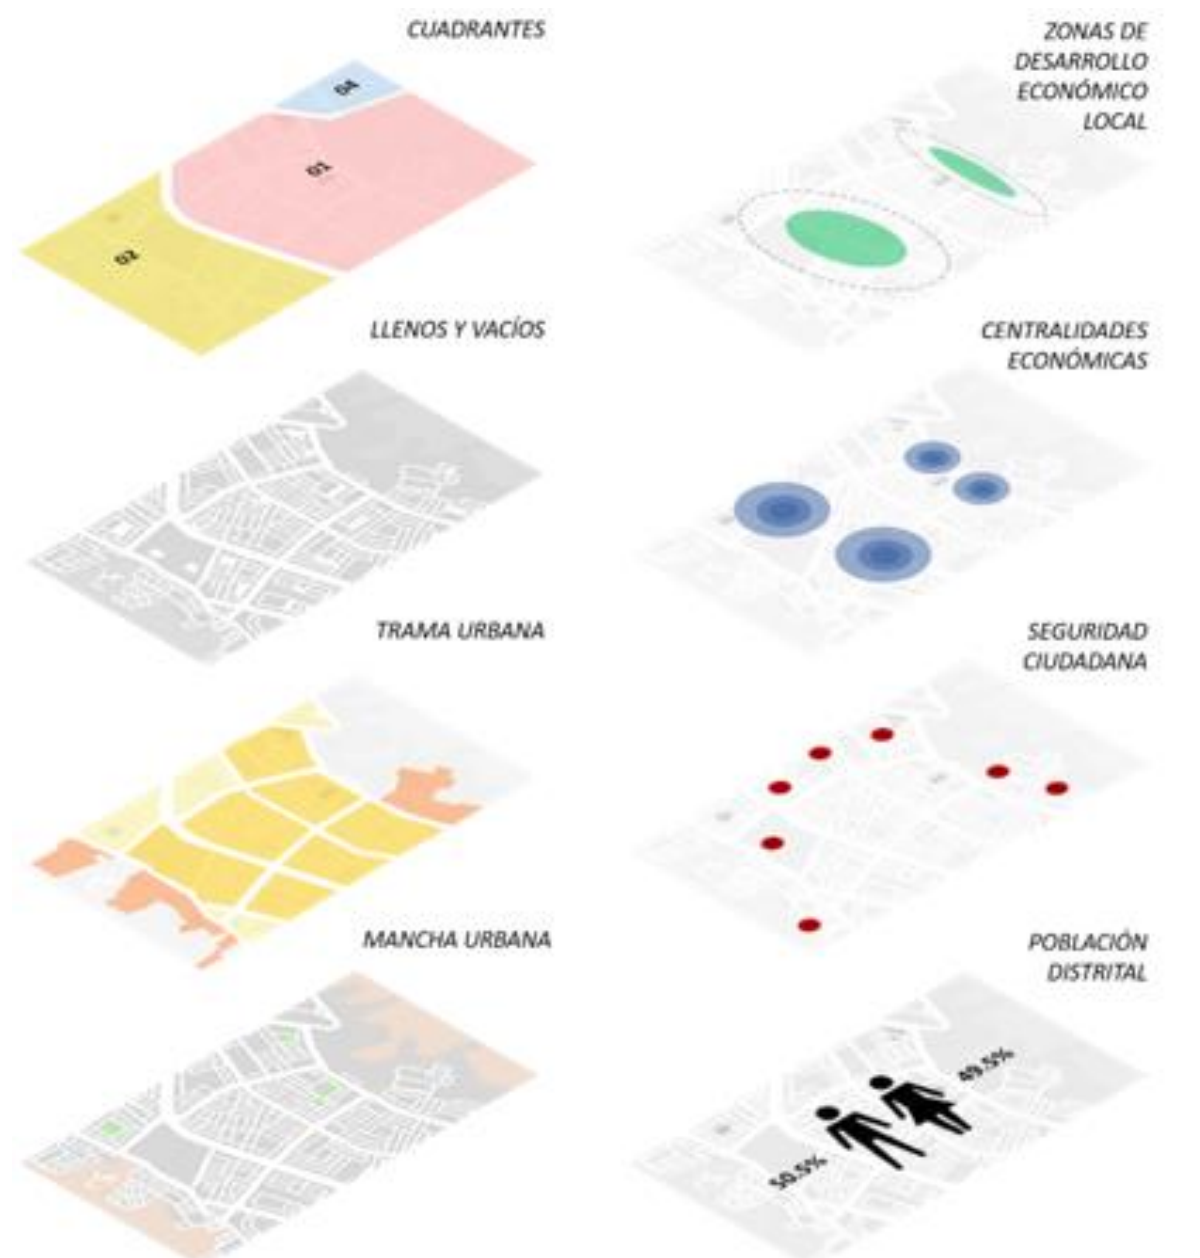 CUADRANTES
04
01
02
LLENOS Y VACÍOS
TRAMA URBANA
MANCHA URBANA
ZONAS DE
DESARROLLO
ECONÓMICO
LOCAL
CENTRALIDADES
ECONÓMICAS
SEGURIDAD
CIUDADANA
POBLACIÓN
DISTRITAL
49.5%
50.5%